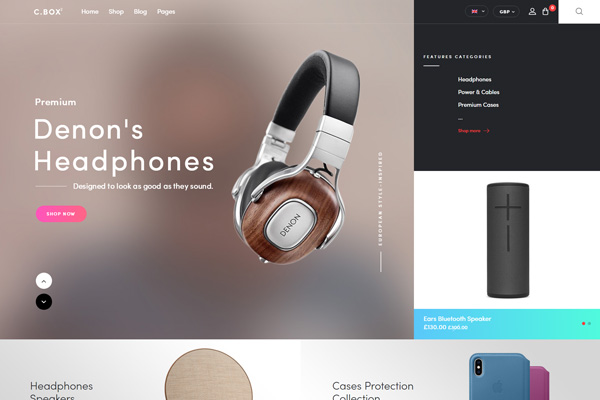 C.BOX
Home Shop Blog Pages
GBP
0
Premium
Denon's
Headphones
Designed to look as good as they sound.
SHOP NOW
DENON
EUROPEAN STYLE-INSPIRED
FEATURES CATEGORIES
Headphones
Power & Cables
Premium Cases
...
Shop more
Ears Bluetooth Speaker
£130.00 £200.00
Headphones
Speakers
Cases Protection
Collection